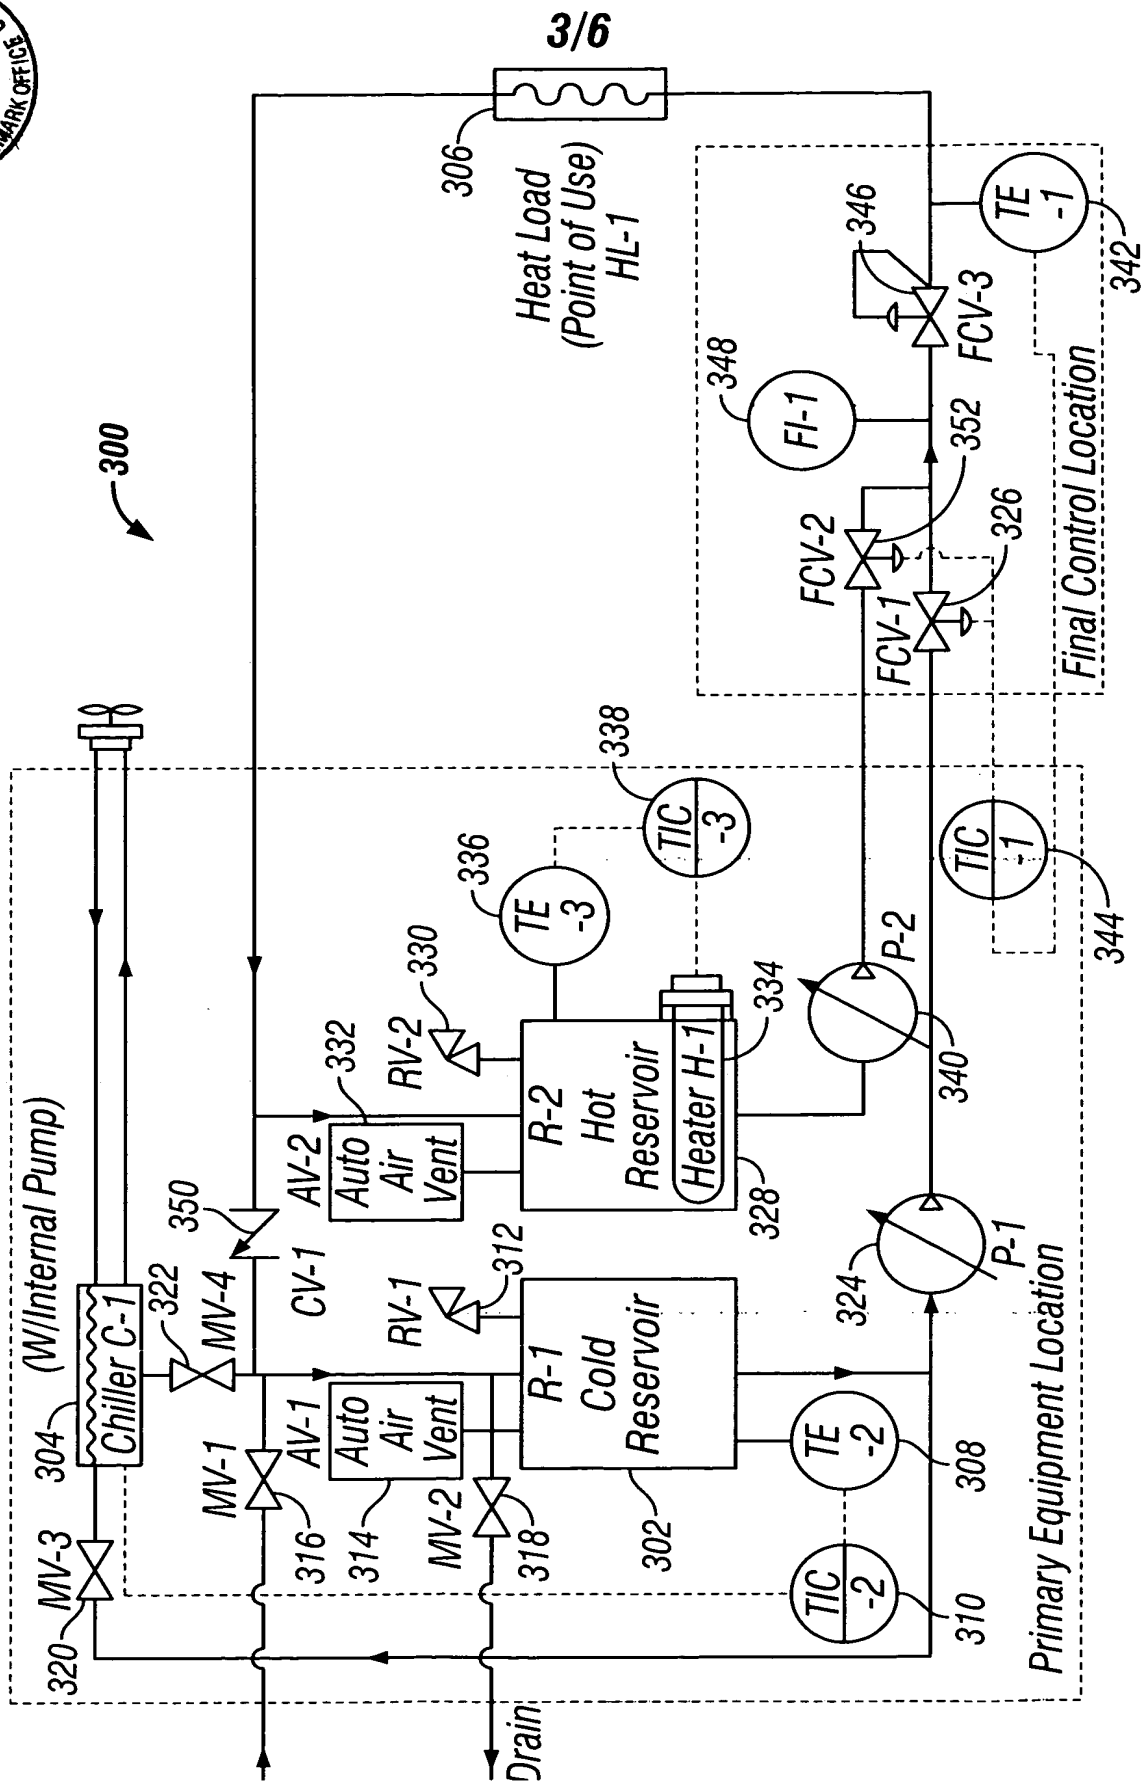 MARK OFFICE
3/6
300
306
Heat Load
(Point of Use)
HL-1
(W/Internal Pump)
304
Chiller C-1
322
MV-4
MV-3
320
MV-1
316
350
CV-1
AV-1
Auto
Air
Vent
314
MV-2
318
Drain
RV-1
312
R-1
Cold
Reservoir
302
TE
-2
308
TIC
-2
310
AV-2
332
Auto
Air
Vent
RV-2
330
R-2
Hot
Reservoir
Heater H-1
328
334
336
TE
-3
338
TIC
-3
324
P-1
340
P-2
TIC
-1
344
Primary Equipment Location
FCV-2
352
FCV-1
326
348
FI-1
346
FCV-3
TE
-1
342
Final Control Location